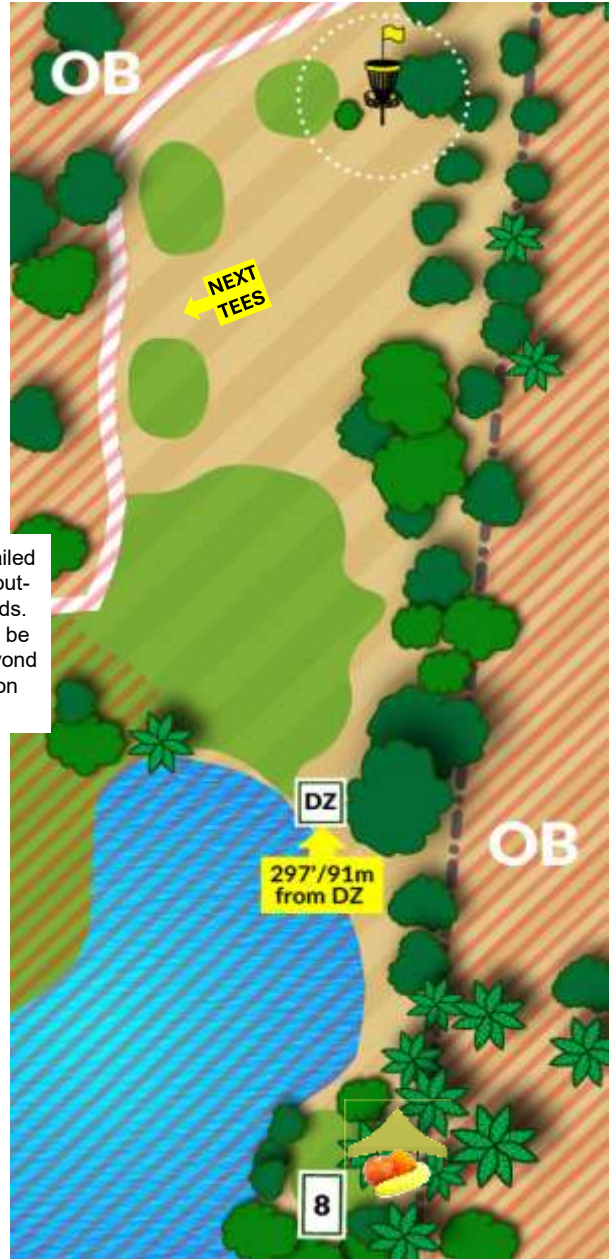 OB
NEXT
TEES
ailed
out-
ds.
be
yond
on
DZ
297'/91m
from DZ
OB
8